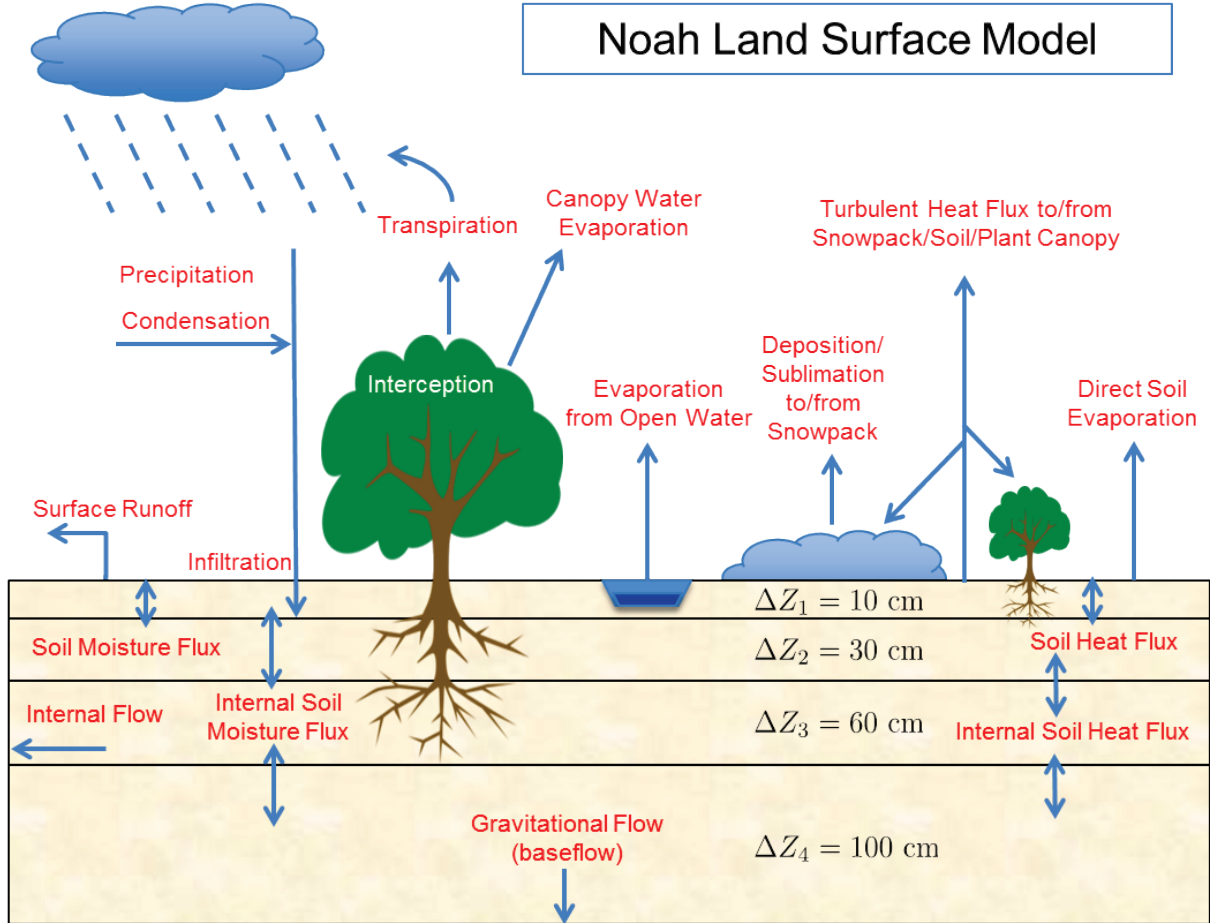 Noah Land Surface Model
Transpiration
Canopy Water
Evaporation
Turbulent Heat Flux to/from
Snowpack/Soil/Plant Canopy
Precipitation
Condensation
Interception
Evaporation
from Open Water
Deposition/
Sublimation
to/from
Snowpack
Direct Soil
Evaporation
Surface Runoff
Infiltration
ΔZ₁ = 10 cm
Soil Moisture Flux
ΔZ₂ = 30 cm
Soil Heat Flux
Internal Flow
Internal Soil
Moisture Flux
ΔZ₃ = 60 cm
Internal Soil Heat Flux
Gravitational Flow
(baseflow)
ΔZ₄ = 100 cm